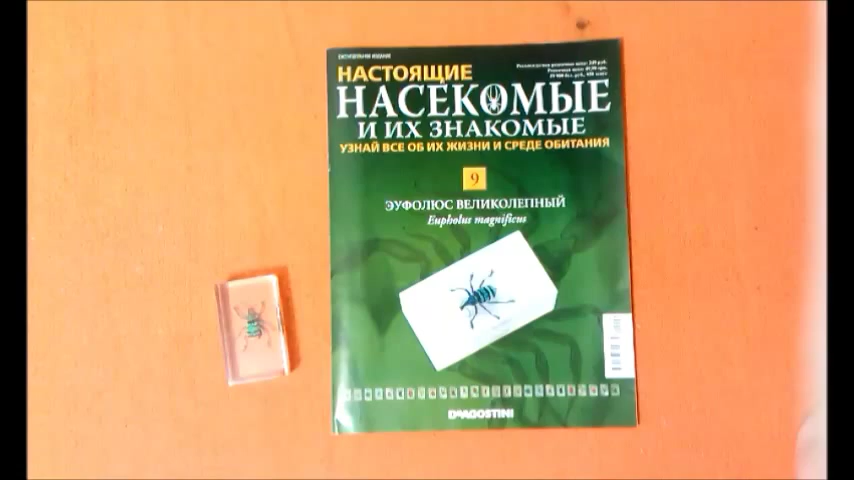 НАСТОЯЩИЕ
НАСЕКОМЫЕ
И ИХ ЗНАКОМЫЕ
УЗНАЙ ВСЕ ОБ ИХ ЖИЗНИ И СРЕДЕ ОБИТАНИЯ
9
ЭУФОЛЮС ВЕЛИКОЛЕПНЫЙ
Eupholus magnificus
DeAGOSTINI